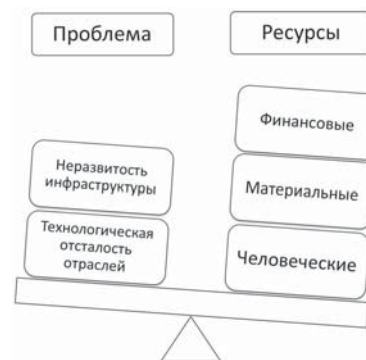 Проблема
Ресурсы
Финансовые
Неразвитость
инфраструктуры
Материальные
Технологическая
отсталость
отраслей
Человеческие